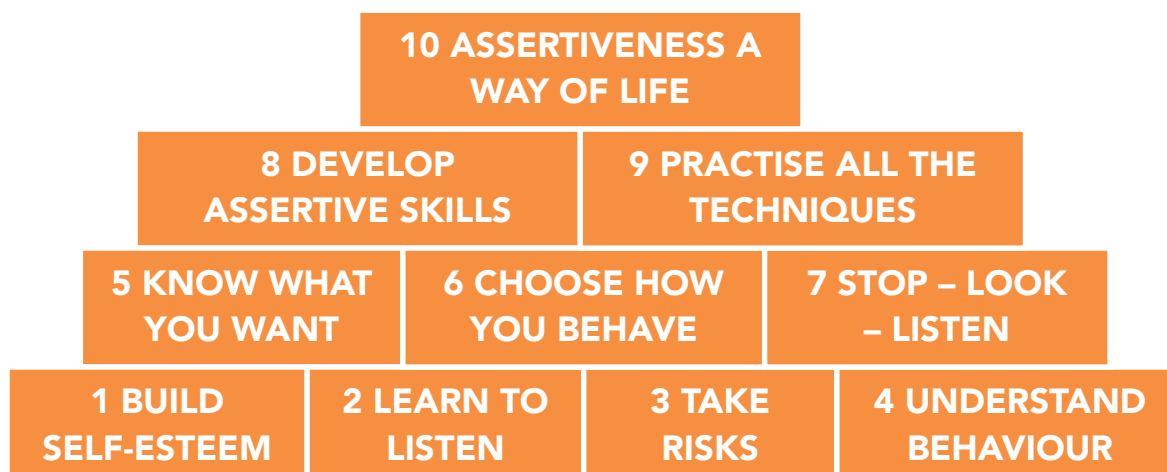 10 ASSERTIVENESS A
WAY OF LIFE
8 DEVELOP
ASSERTIVE SKILLS
9 PRACTISE ALL THE
TECHNIQUES
5 KNOW WHAT
YOU WANT
6 CHOOSE HOW
YOU BEHAVE
7 STOP – LOOK
– LISTEN
1 BUILD
SELF-ESTEEM
2 LEARN TO
LISTEN
3 TAKE
RISKS
4 UNDERSTAND
BEHAVIOUR